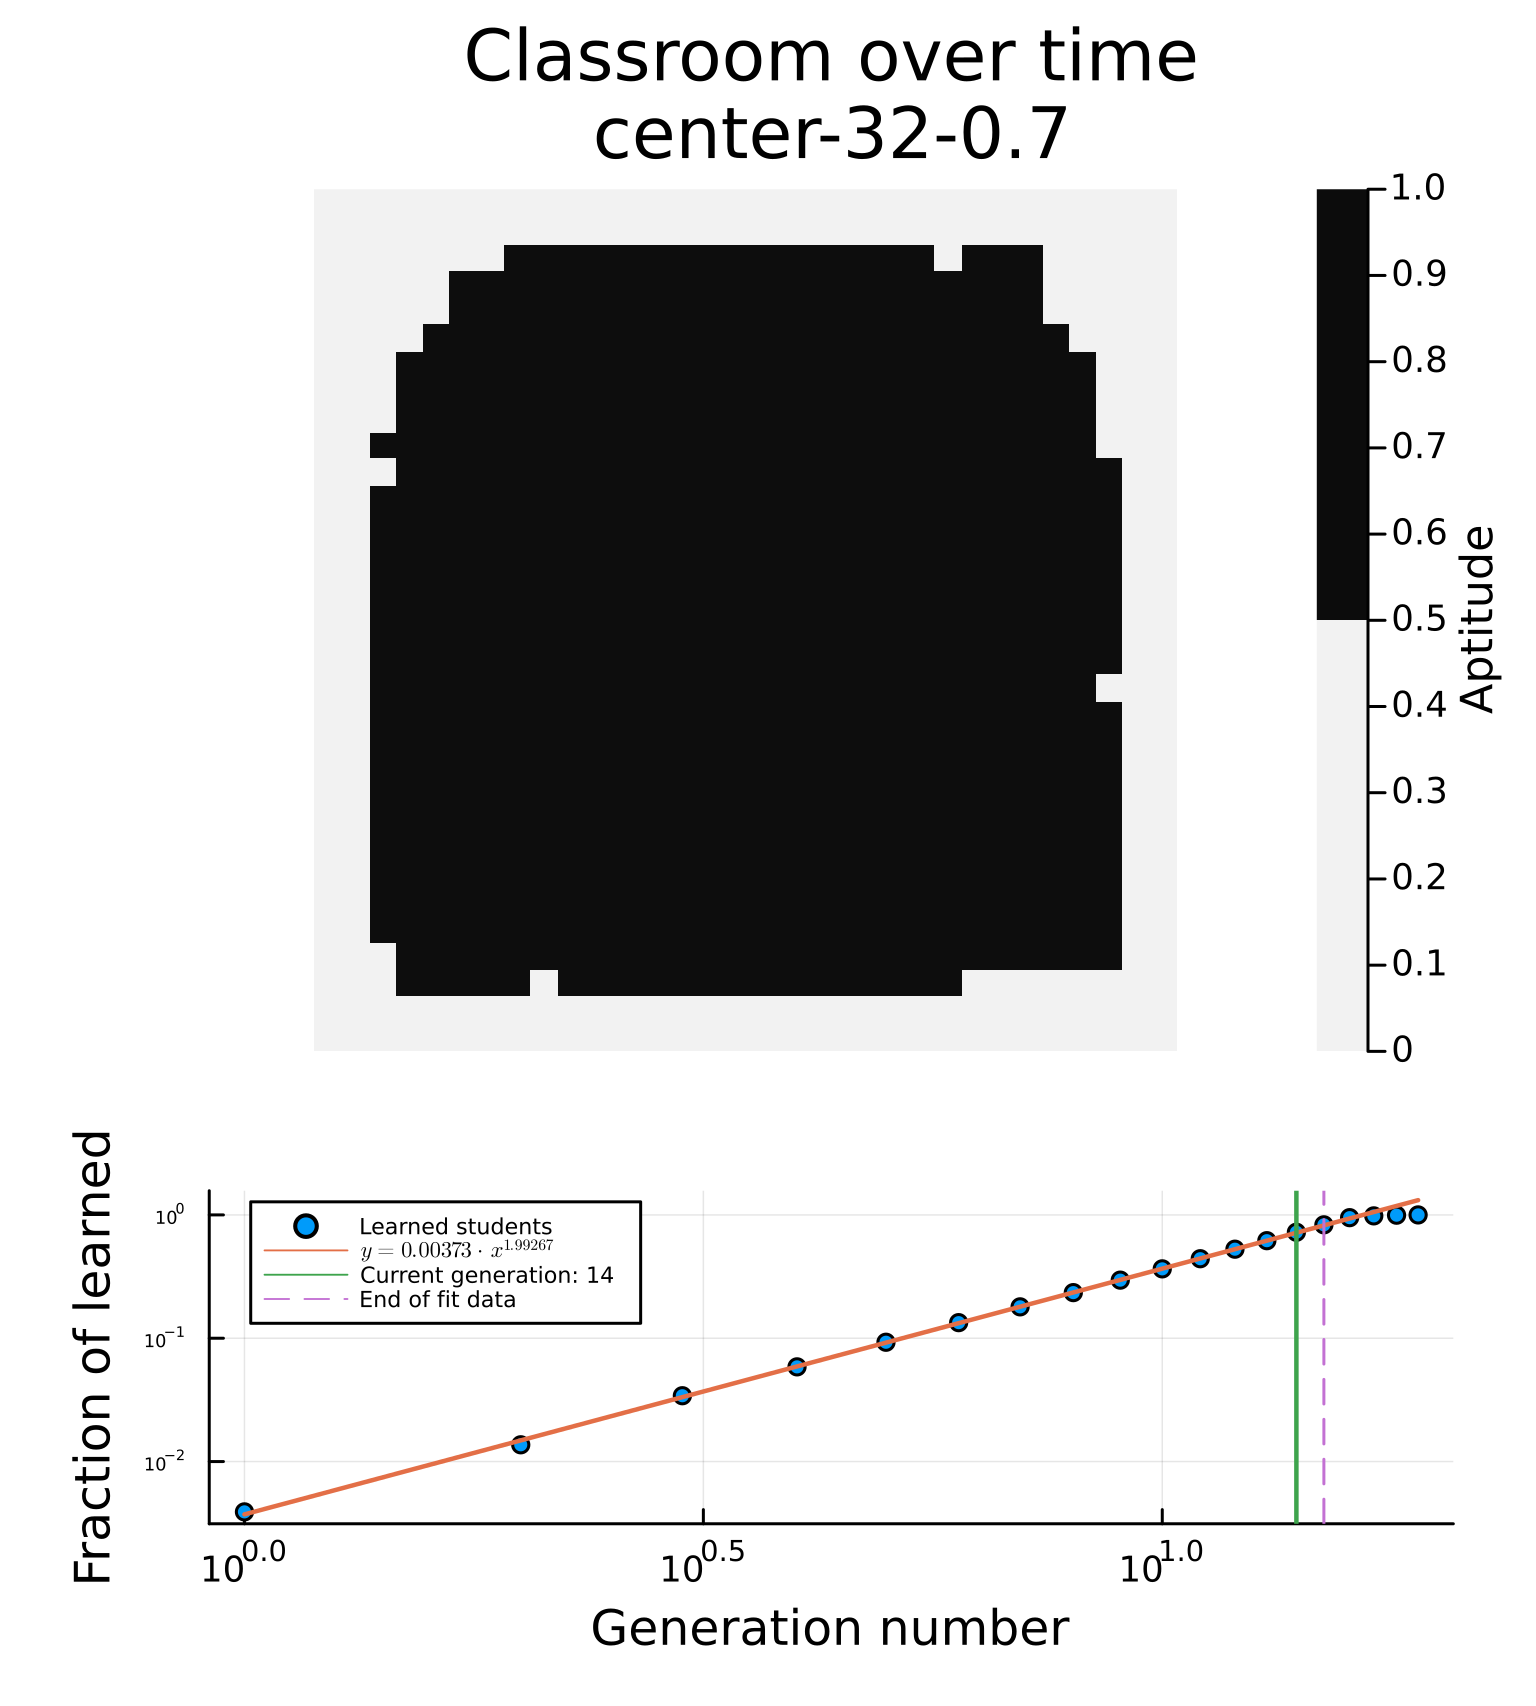 Classroom over time
center-32-0.7
1.0
0.9
0.8
0.7
0.6
0.5
0.4
0.3
0.2
0.1
0
Aptitude
Fraction of learned
10⁰
10⁻¹
10⁻²
Learned students
y = 0.00373 · x^1.99267
Current generation: 14
End of fit data
10^0.0
10^0.5
10^1.0
Generation number